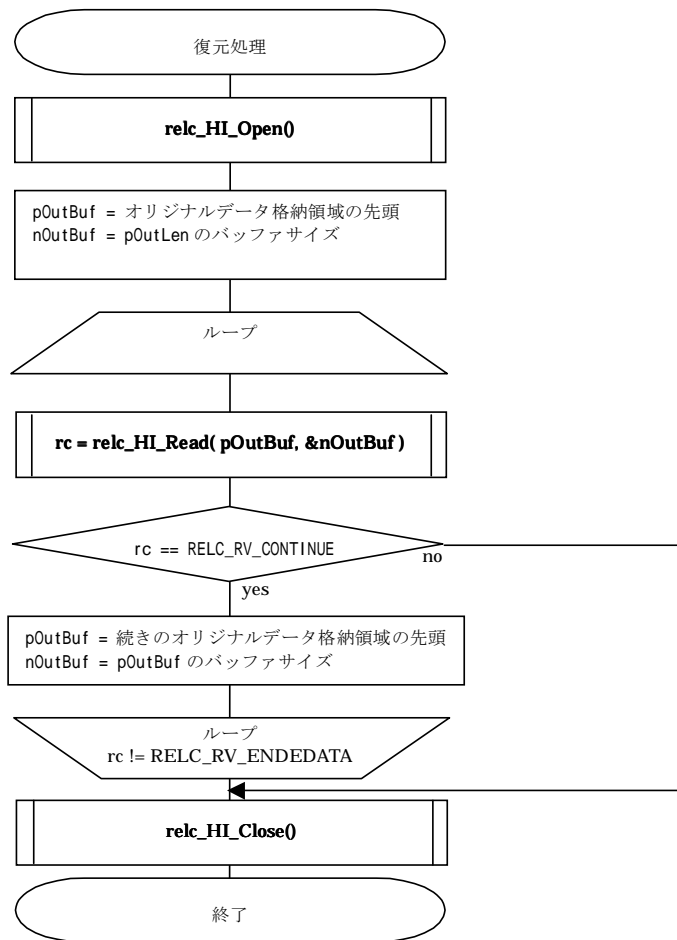 復元処理
relc_HI_Open()
pOutBuf = オリジナルデータ格納領域の先頭
nOutBuf = pOutLen のバッファサイズ
ループ
rc = relc_HI_Read( pOutBuf, &nOutBuf )
rc == RELC_RV_CONTINUE
no
yes
pOutBuf = 続きのオリジナルデータ格納領域の先頭
nOutBuf = pOutBuf のバッファサイズ
ループ
rc != RELC_RV_ENDEDATA
relc_HI_Close()
終了